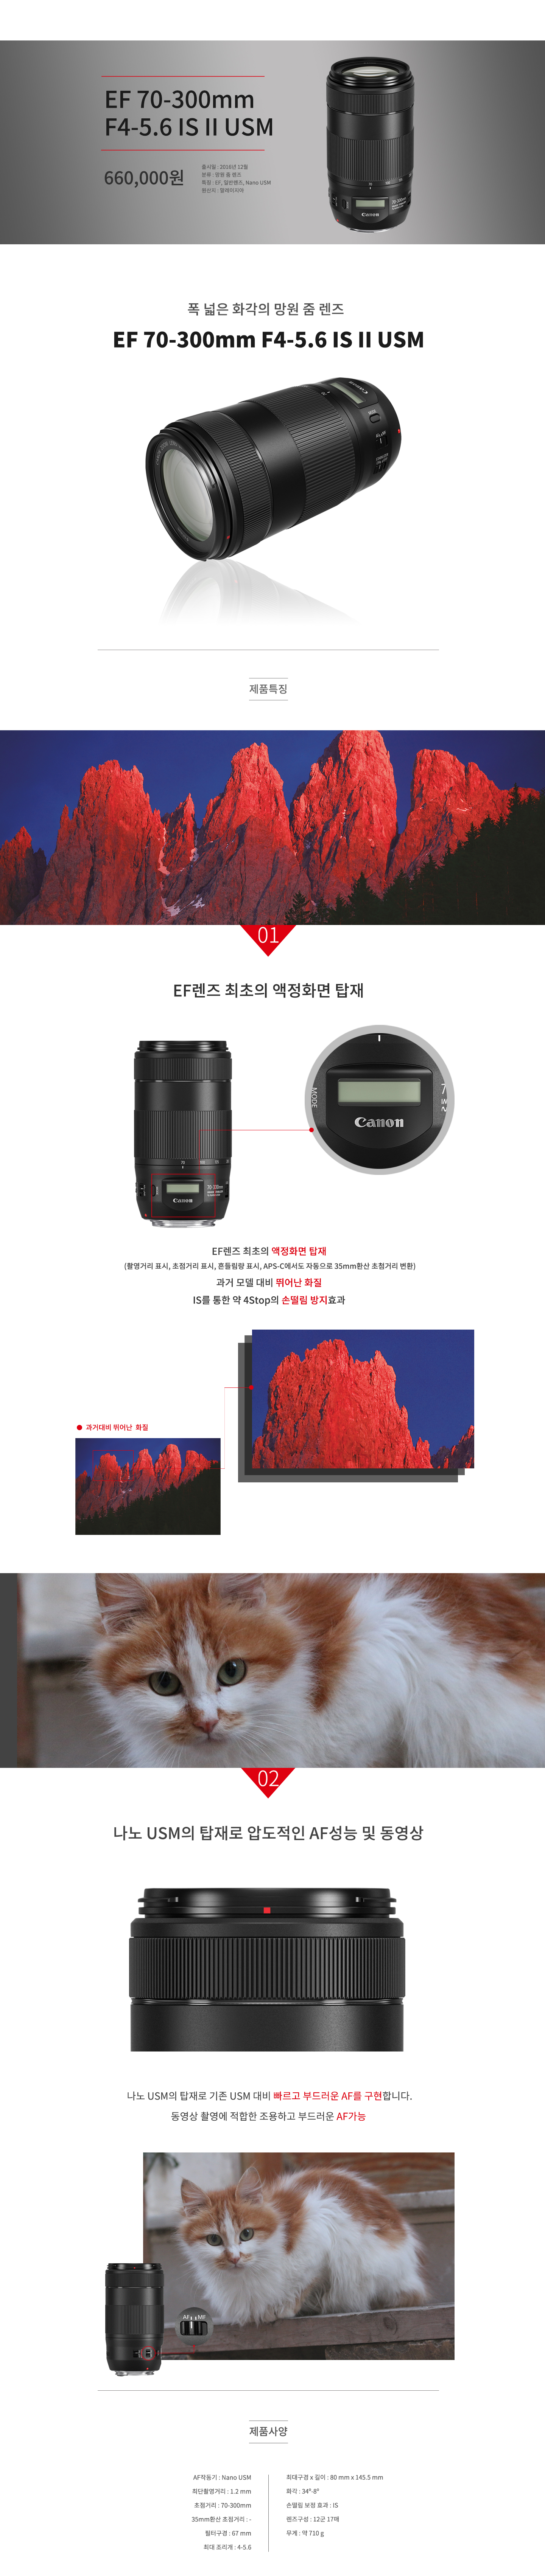 EF 70-300mm
F4-5.6 IS II USM
660,000원
출시일 : 2016년 12월
분류 : 망원 줌 렌즈
특징 : EF, 일반렌즈, Nano USM
원산지 : 말레이시아
Canon
폭 넓은 화각의 망원 줌 렌즈
EF 70-300mm F4-5.6 IS II USM
제품특징
01
EF렌즈 최초의 액정화면 탑재
MODE
Canon
Canon
EF렌즈 최초의 액정화면 탑재
(촬영거리 표시, 초점거리 표시, 흔들림량 표시, APS-C에서도 자동으로 35mm환산 초점거리 변환)
과거 모델 대비 뛰어난 화질
IS를 통한 약 4Stop의 손떨림 방지효과
과거대비 뛰어난 화질
02
나노 USM의 탑재로 압도적인 AF성능 및 동영상
나노 USM의 탑재로 기존 USM 대비 빠르고 부드러운 AF를 구현합니다.
동영상 촬영에 적합한 조용하고 부드러운 AF가능
AF MF
제품사양
AF작동기 : Nano USM
최단촬영거리 : 1.2 mm
초점거리 : 70-300mm
35mm환산 초점거리 : -
필터구경 : 67 mm
최대 조리개 : 4-5.6
최대구경 x 길이 : 80 mm x 145.5 mm
화각 : 34º-8º
손떨림 보정 효과 : IS
렌즈구성 : 12군 17매
무게 : 약 710 g